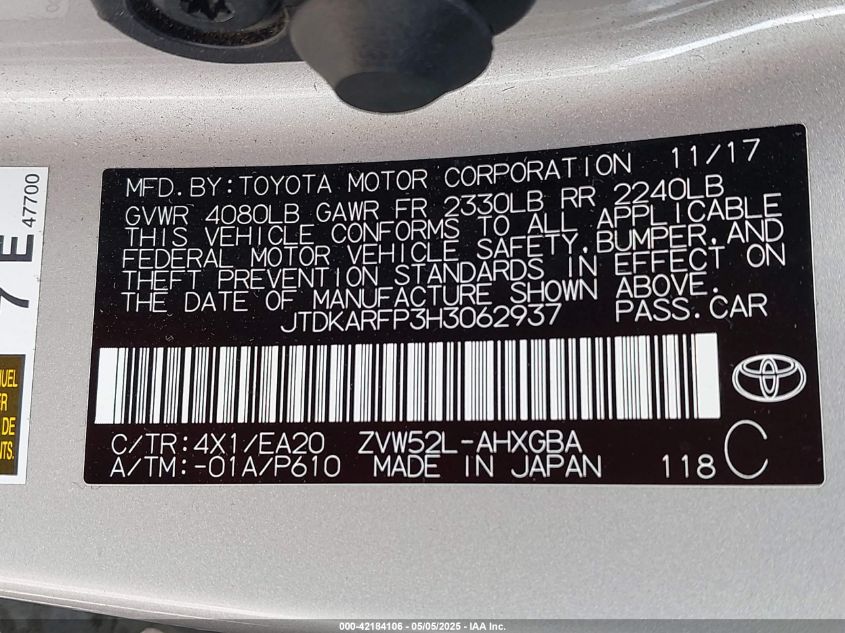 MFD.BY:TOYOTA MOTOR CORPORATION 11/17
GVWR 4080LB GAWR FR 2330LB RR 2240LB
THIS VEHICLE CONFORMS TO ALL APPLICABLE
FEDERAL MOTOR VEHICLE SAFETY,BUMPER,AND
THEFT PREVENTION STANDARDS IN EFFECT ON
THE DATE OF MANUFACTURE SHOWN ABOVE.
JTDKARFP3H3062937 PASS.CAR
C/TR:4X1/EA20 ZVW52L-AHXGBA
A/TM:-01A/P610 MADE IN JAPAN 118 C
7E
47700
DE
000-42184106 - 05/05/2025 - IAA Inc.